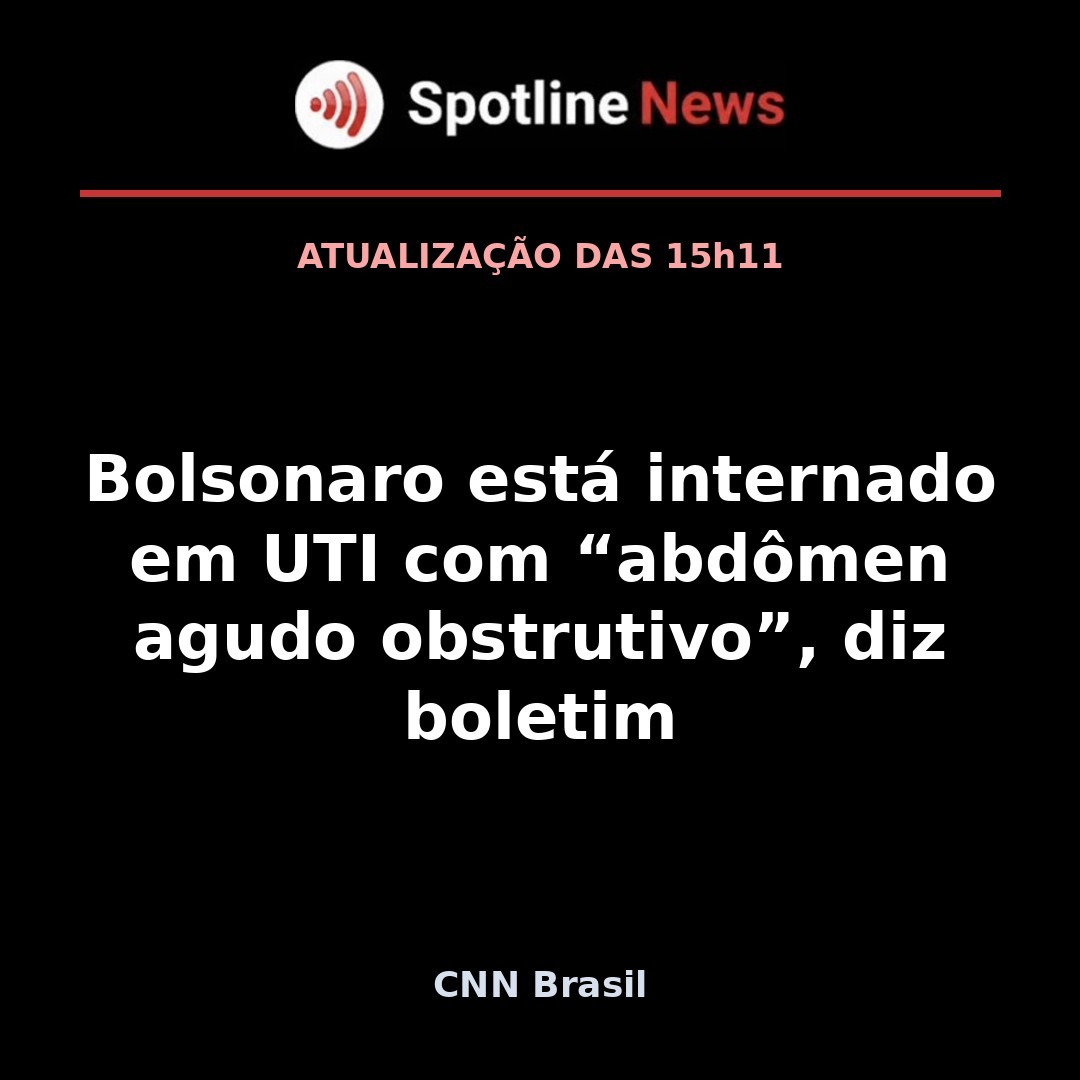 Spotline News
ATUALIZAÇÃO DAS 15h11
Bolsonaro está internado
em UTI com “abdômen
agudo obstrutivo”, diz
boletim
CNN Brasil